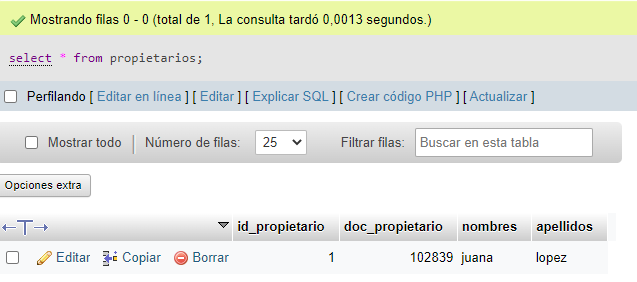 Mostrando filas 0 - 0 (total de 1, La consulta tardó 0,0013 segundos.)
select * from propietarios;
Perfilando [ Editar en línea ] [ Editar ] [ Explicar SQL ] [ Crear código PHP ] [ Actualizar ]
Mostrar todo Número de filas: 25 Filtrar filas: Buscar en esta tabla
Opciones extra
←T→ id_propietario doc_propietario nombres apellidos
Editar Copiar Borrar 1 102839 juana lopez